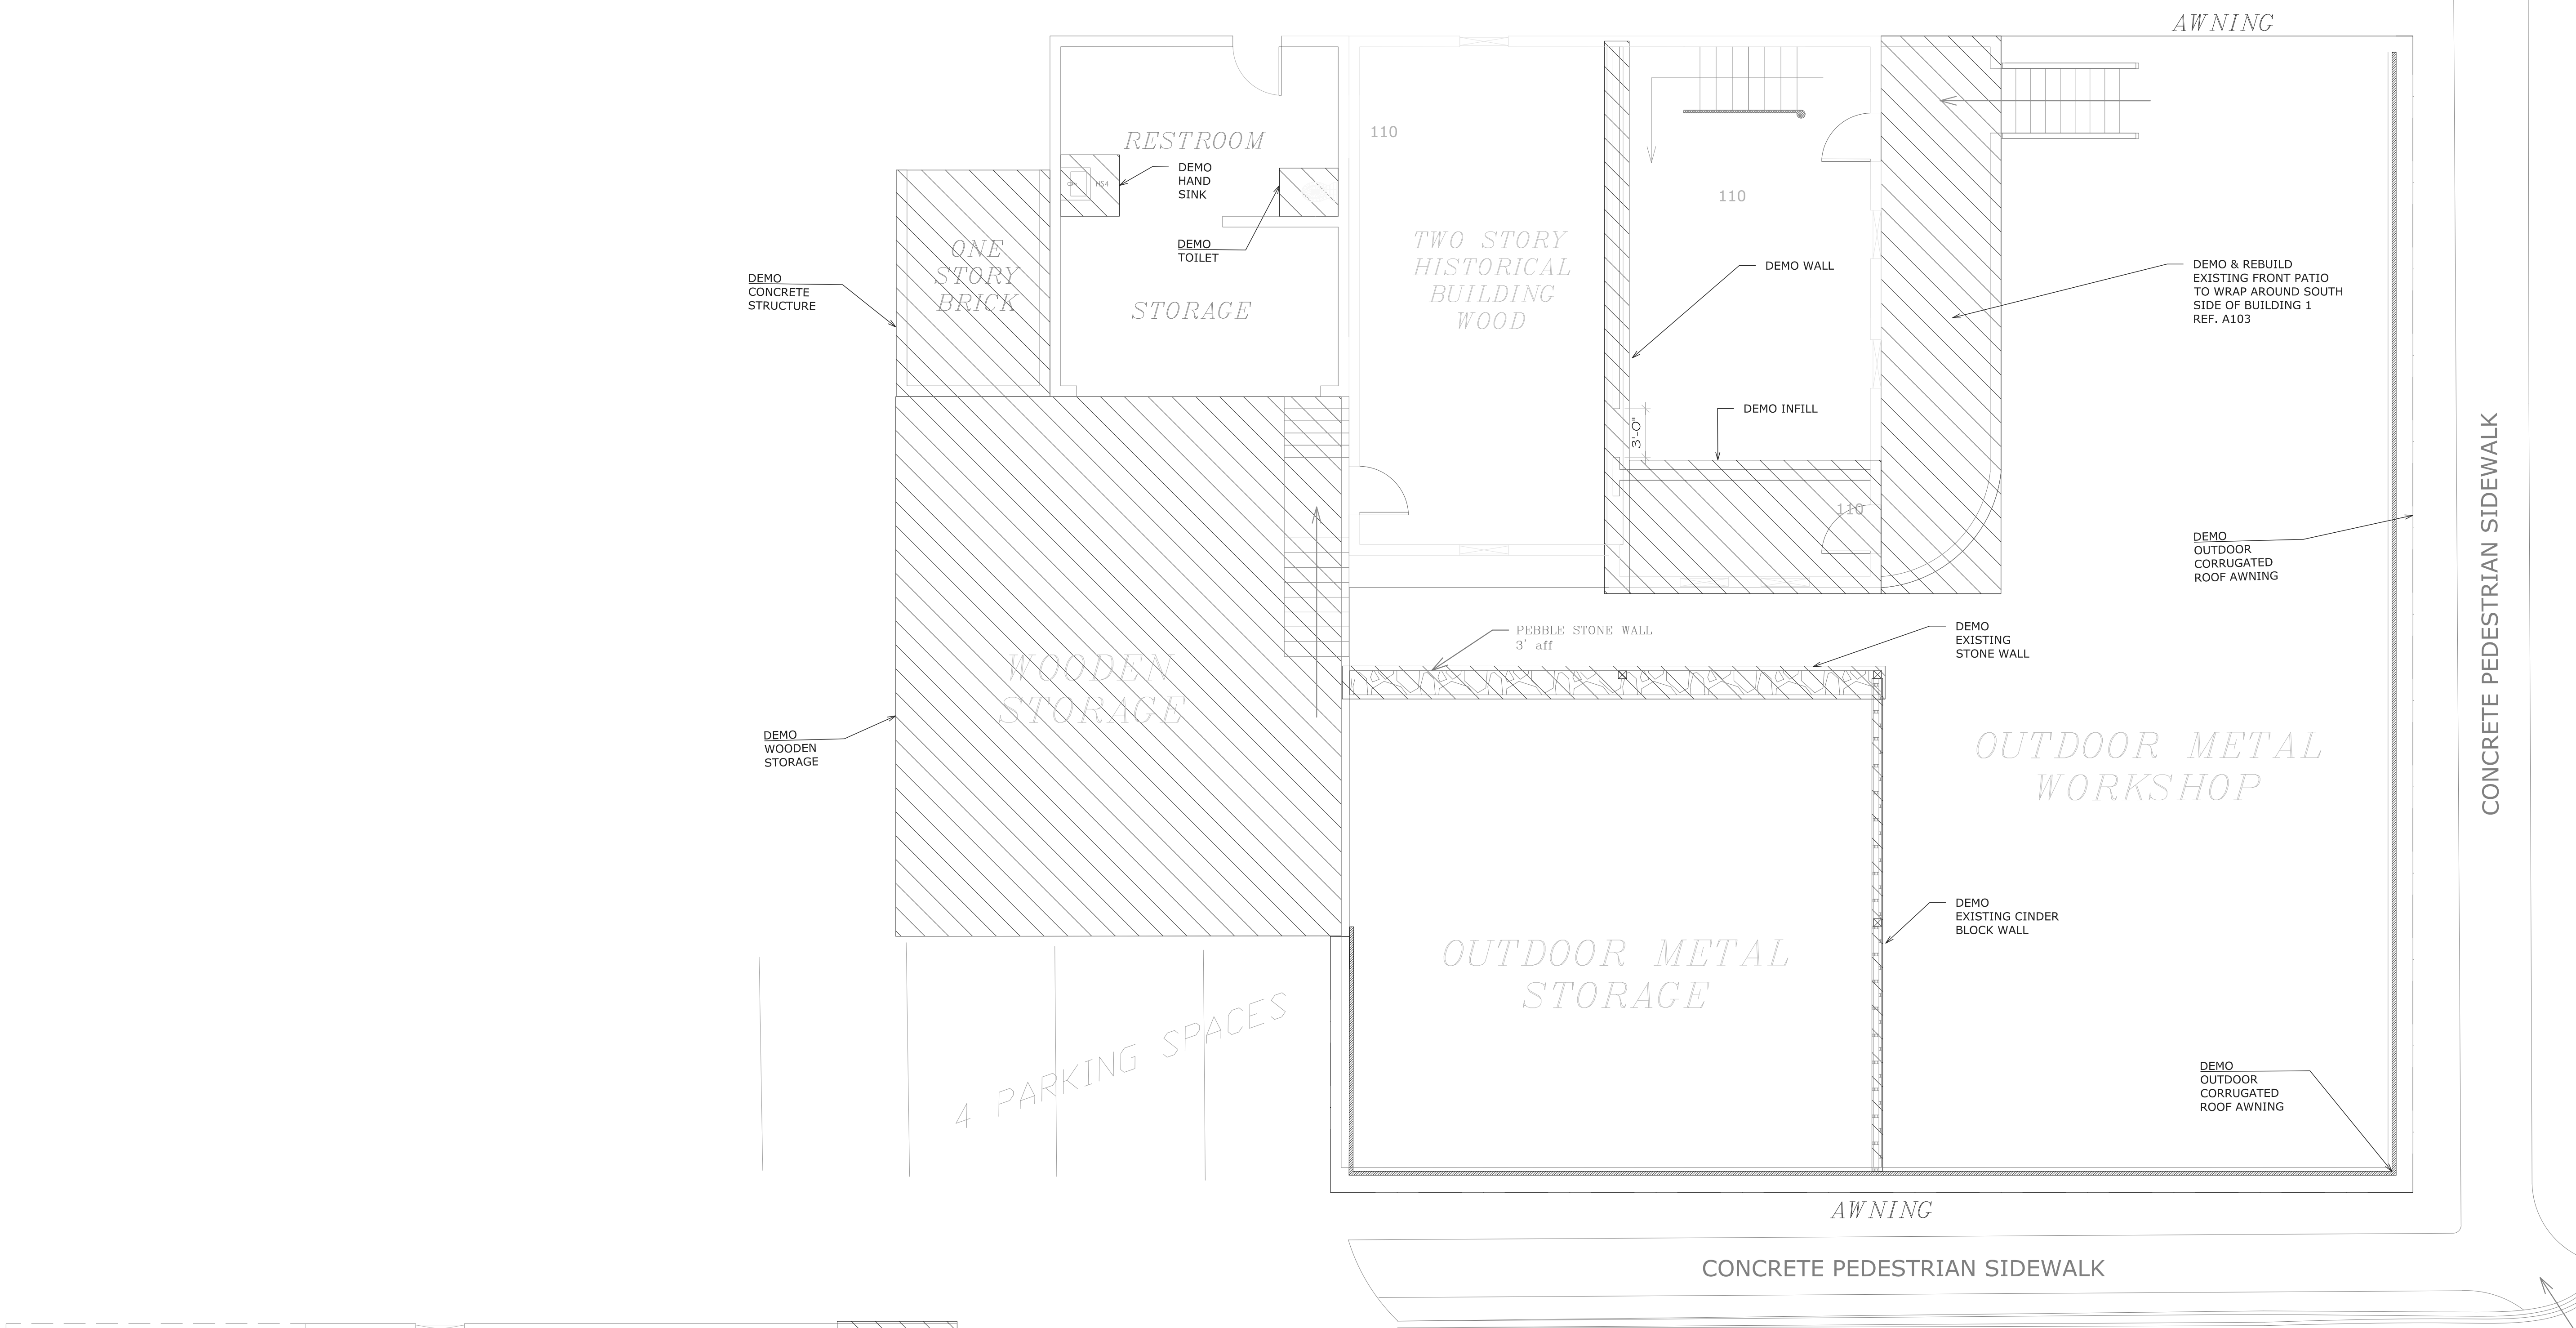 AWNING
RESTROOM
DEMO
HAND
SINK
HS4
110
110
110
DEMO
TOILET
ONE
STORY
BRICK
STORAGE
DEMO
CONCRETE
STRUCTURE
TWO STORY
HISTORICAL
BUILDING
WOOD
DEMO WALL
DEMO INFILL
3'-0"
DEMO & REBUILD
EXISTING FRONT PATIO
TO WRAP AROUND SOUTH
SIDE OF BUILDING 1
REF. A103
CONCRETE PEDESTRIAN SIDEWALK
DEMO
OUTDOOR
CORRUGATED
ROOF AWNING
PEBBLE STONE WALL
3' aff
DEMO
EXISTING
STONE WALL
WOODEN
STORAGE
DEMO
WOODEN
STORAGE
OUTDOOR METAL
WORKSHOP
DEMO
EXISTING CINDER
BLOCK WALL
OUTDOOR METAL
STORAGE
4 PARKING SPACES
DEMO
OUTDOOR
CORRUGATED
ROOF AWNING
AWNING
CONCRETE PEDESTRIAN SIDEWALK